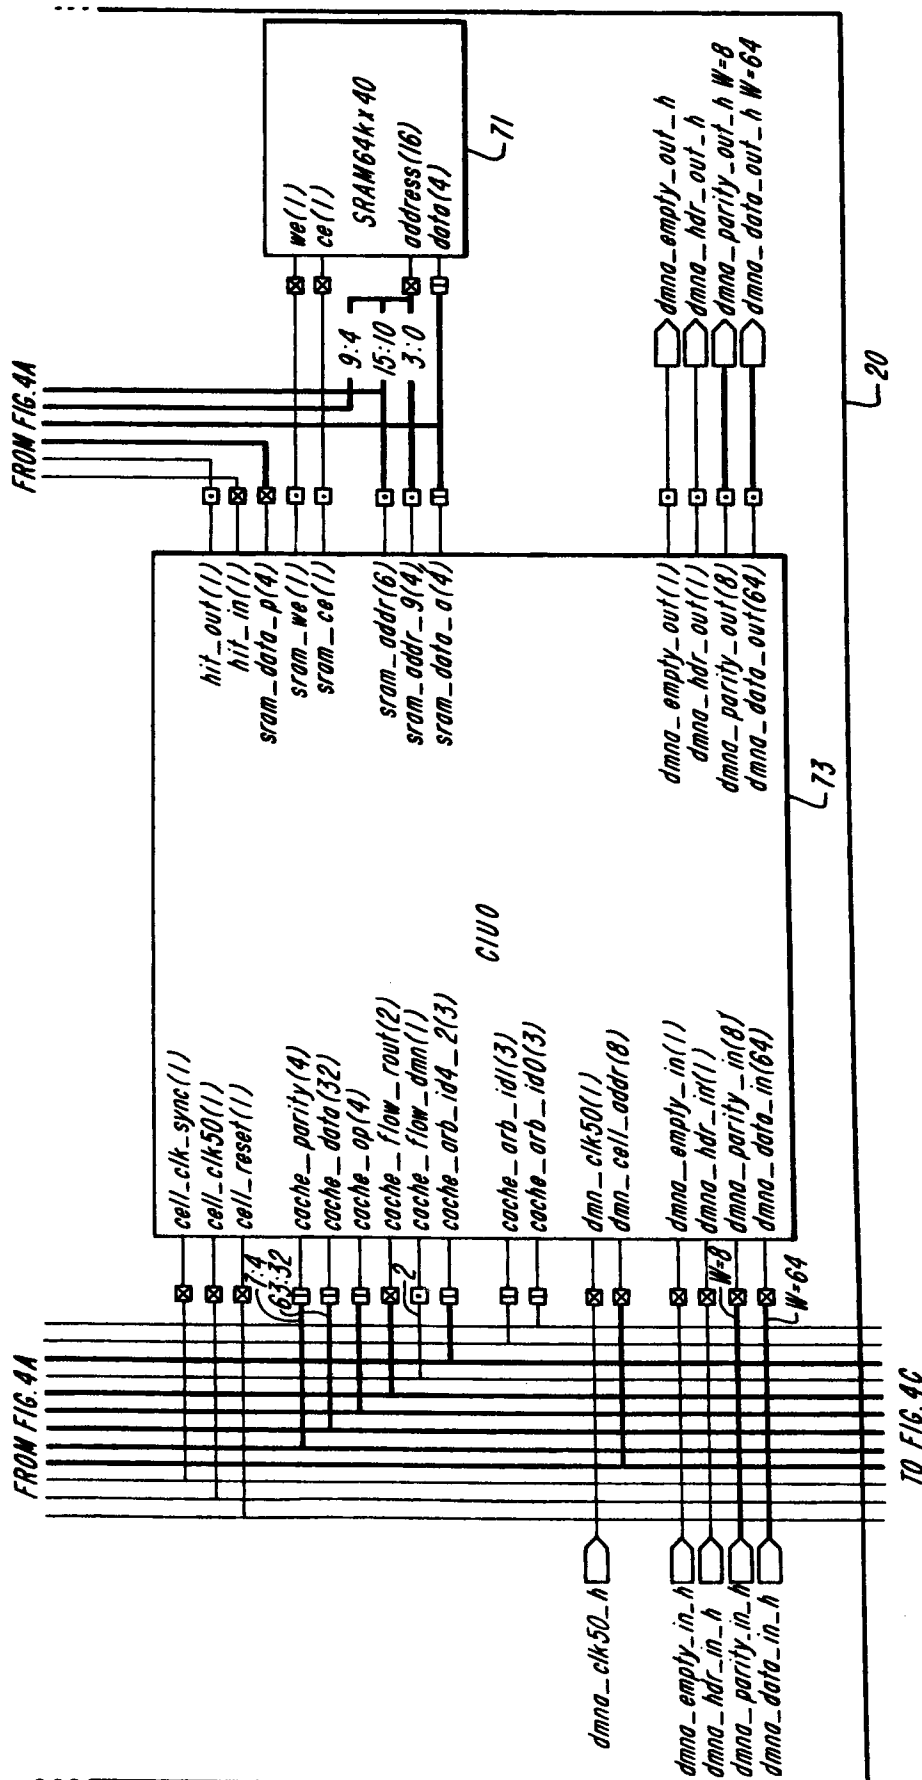 FROM FIG. 4A
FROM FIG. 4A
cell_clk_sync(1)
cell_clk50(1)
cell_reset(1)
7:4
63:32
cache_parity(4)
cache_data(32)
cache_op(4)
cache_flow_rout(2)
cache_flow_dmn(1)
cache_arb_id4_2(3)
2
cache_arb_id1(3)
cache_arb_id0(3)
dmn_clk50(1)
dmn_cell_addr(8)
dmna_empty_in(1)
dmna_hdr_in(1)
dmna_parity_in(8)
dmna_data_in(64)
W=8
W=64
dmna_clk50_h
dmna_empty_in_h
dmna_hdr_in_h
dmna_parity_in_h
dmna_data_in_h
TO FIG. 4C
CIU0
73
hit_out(1)
hit_in(1)
sram_data_p(4)
sram_we(1)
sram_ce(1)
sram_addr(6)
sram_addr_9(4)
sram_data_a(4)
dmna_empty_out(1)
dmna_hdr_out(1)
dmna_parity_out(8)
dmna_data_out(64)
9:4
15:10
3:0
we(1)
ce(1)
SRAM64kx40
address(16)
data(4)
71
dmna_empty_out_h
dmna_hdr_out_h
dmna_parity_out_h W=8
dmna_data_out_h W=64
20